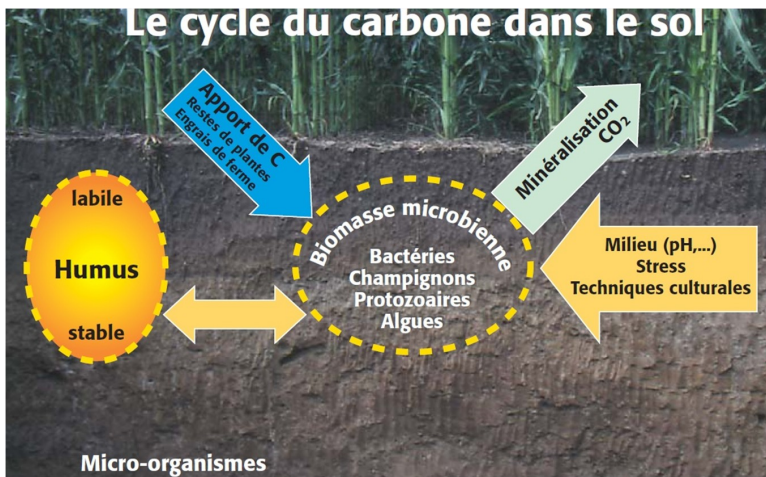 Le cycle du carbone dans le sol
Apport de C
Restes de plantes
Engrais de ferme
Minéralisation
CO₂
labile
Humus
stable
Biomasse microbienne
Bactéries
Champignons
Protozoaires
Algues
Milieu (pH,...)
Stress
Techniques culturales
Micro-organismes